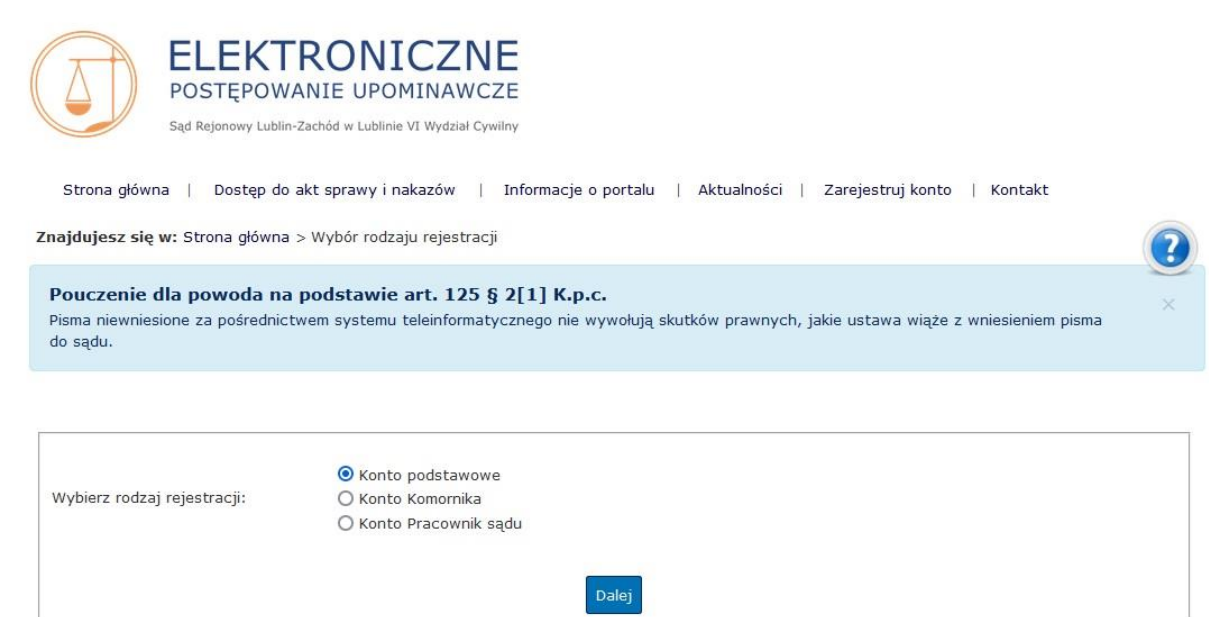 ELEKTRONICZNE
POSTĘPOWANIE UPOMINAWCZE
Sąd Rejonowy Lublin-Zachód w Lublinie VI Wydział Cywilny
Strona główna | Dostęp do akt sprawy i nakazów | Informacje o portalu | Aktualności | Zarejestruj konto | Kontakt
Znajdujesz się w: Strona główna > Wybór rodzaju rejestracji
?
Pouczenie dla powoda na podstawie art. 125 § 2[1] K.p.c.
×
Pisma niewniesione za pośrednictwem systemu teleinformatycznego nie wywołują skutków prawnych, jakie ustawa wiąże z wniesieniem pisma
do sądu.
Konto podstawowe
Wybierz rodzaj rejestracji: Konto Komornika
Konto Pracownik sądu
Dalej